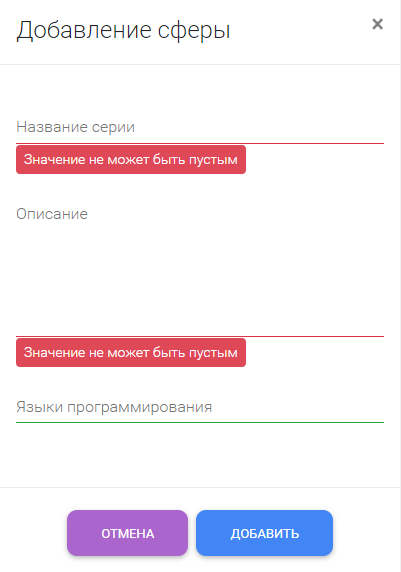 Добавление сферы
×
Название серии
Значение не может быть пустым
Описание
Значение не может быть пустым
Языки программирования
ОТМЕНА ДОБАВИТЬ